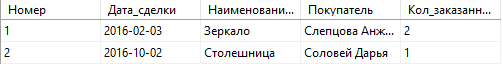 Номер Дата_сделки Наименовани... Покупатель Кол_заказанн...
1 2016-02-03 Зеркало Слепцова Анж... 2
2 2016-10-02 Столешница Соловей Дарья 1